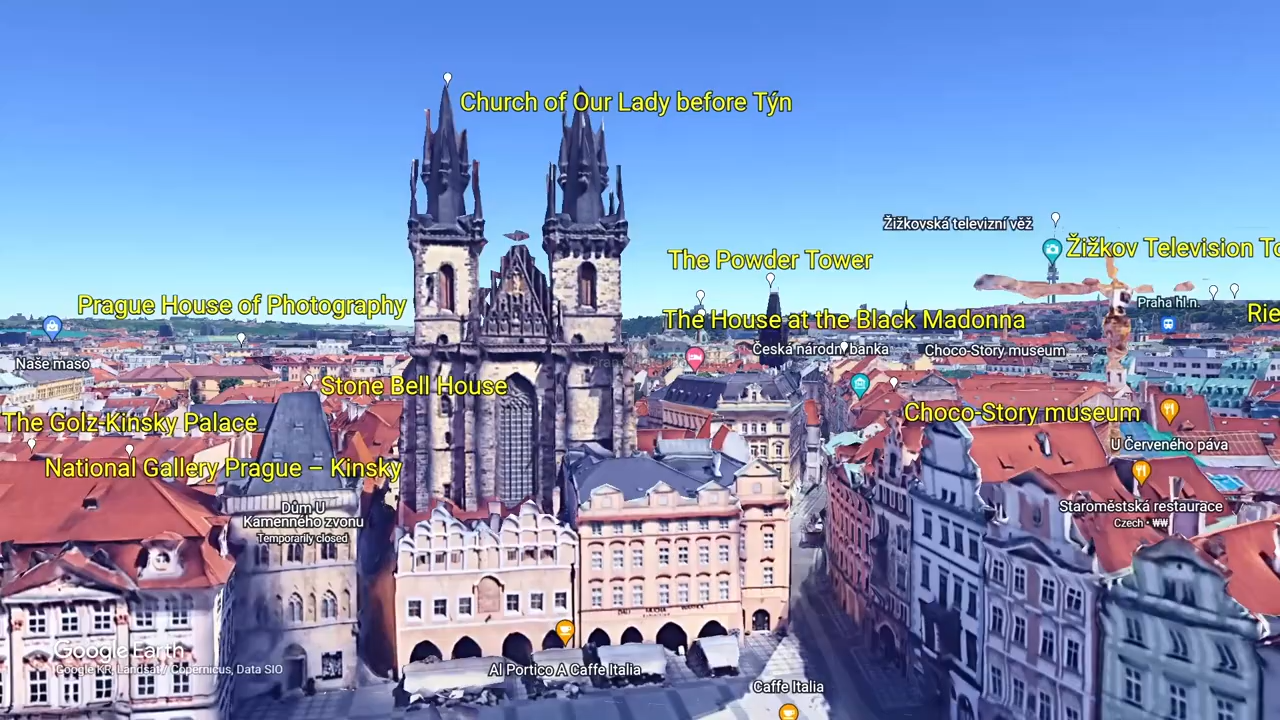 Church of Our Lady before Týn
Žižkovská televizní věž
Žižkov Television To
The Powder Tower
Prague House of Photography
Praha hl.n.
Rie
The House at the Black Madonna
Naše maso
Česká národní banka
Choco-Story museum
Stone Bell House
Choco-Story museum
The Golz-Kinsky Palace
U Červeného páva
National Gallery Prague – Kinsky
Dům U
Kamenného zvonu
Temporarily closed
Staroměstská restaurace
Czech • ₩₩
Google Earth
Google KR, Landsat / Copernicus, Data SIO
Al Portico A Caffe Italia
Caffe Italia